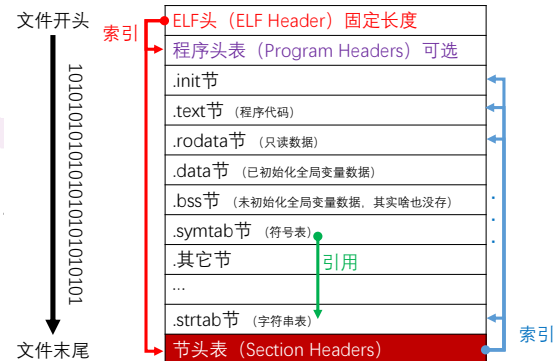 文件开头
索引
10101010101010101010101010101
ELF头（ELF Header）固定长度
程序头表（Program Headers）可选
.init节
.text节（程序代码）
.rodata节（只读数据）
.data节（已初始化全局变量数据）
.bss节（未初始化全局变量数据，其实啥也没存）
.symtab节（符号表）
.其它节
引用
...
.strtab节（字符串表）
节头表（Section Headers）
文件末尾
索引